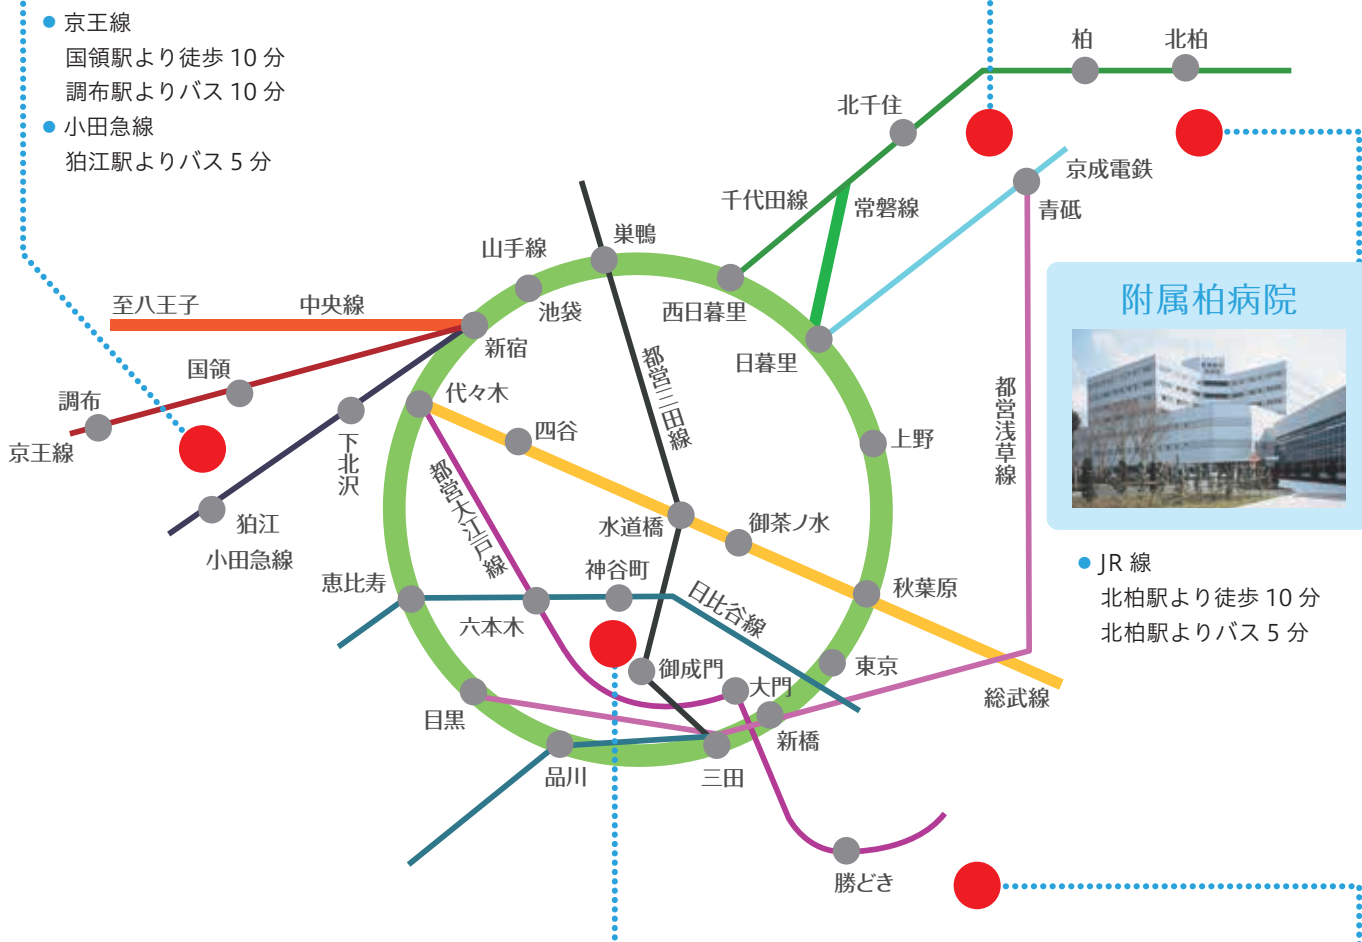 京王線
国領駅より徒歩 10 分
調布駅よりバス 10 分
小田急線
狛江駅よりバス 5 分
柏
北柏
北千住
京成電鉄
青砥
千代田線
常磐線
巣鴨
山手線
池袋
西日暮里
日暮里
至八王子
中央線
新宿
国領
調布
京王線
代々木
四谷
下北沢
都営三田線
都営大江戸線
上野
都営浅草線
附属柏病院
狛江
小田急線
水道橋
御茶ノ水
JR 線
北柏駅より徒歩 10 分
北柏駅よりバス 5 分
恵比寿
神谷町
日比谷線
秋葉原
六本木
御成門
大門
東京
総武線
目黒
新橋
品川
三田
勝どき